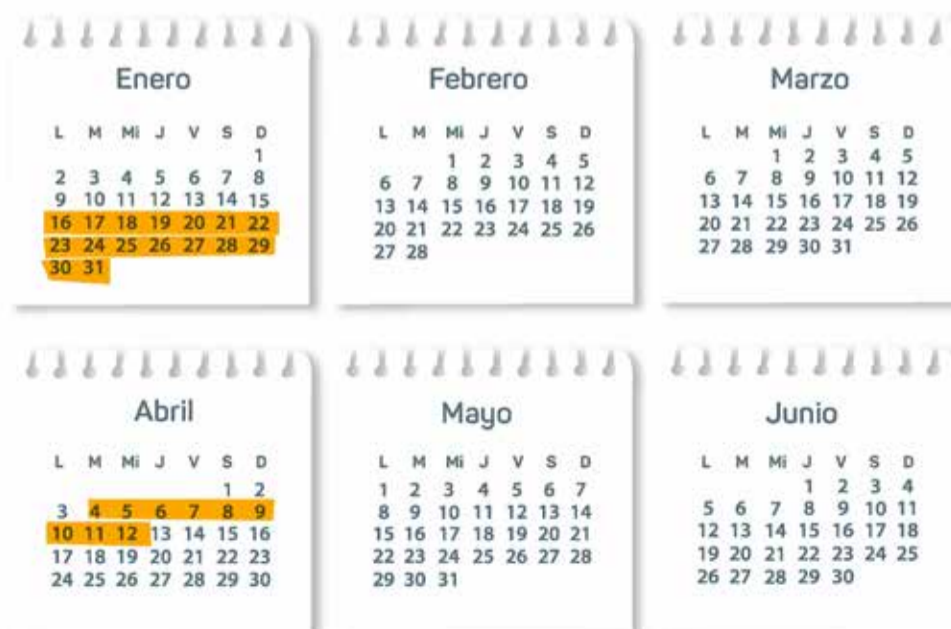 Enero
L M Mi J V S D
1
2 3 4 5 6 7 8
9 10 11 12 13 14 15
16 17 18 19 20 21 22
23 24 25 26 27 28 29
30 31
Febrero
L M Mi J V S D
1 2 3 4 5
6 7 8 9 10 11 12
13 14 15 16 17 18 19
20 21 22 23 24 25 26
27 28
Marzo
L M Mi J V S D
1 2 3 4 5
6 7 8 9 10 11 12
13 14 15 16 17 18 19
20 21 22 23 24 25 26
27 28 29 30 31
Abril
L M Mi J V S D
1 2
3 4 5 6 7 8 9
10 11 12 13 14 15 16
17 18 19 20 21 22 23
24 25 26 27 28 29 30
Mayo
L M Mi J V S D
1 2 3 4 5 6 7
8 9 10 11 12 13 14
15 16 17 18 19 20 21
22 23 24 25 26 27 28
29 30 31
Junio
L M Mi J V S D
1 2 3 4
5 6 7 8 9 10 11
12 13 14 15 16 17 18
19 20 21 22 23 24 25
26 27 28 29 30